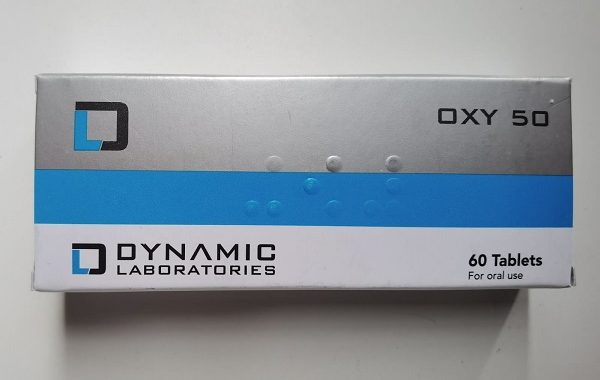 OXY 50
DYNAMIC
LABORATORIES
60 Tablets
For oral use